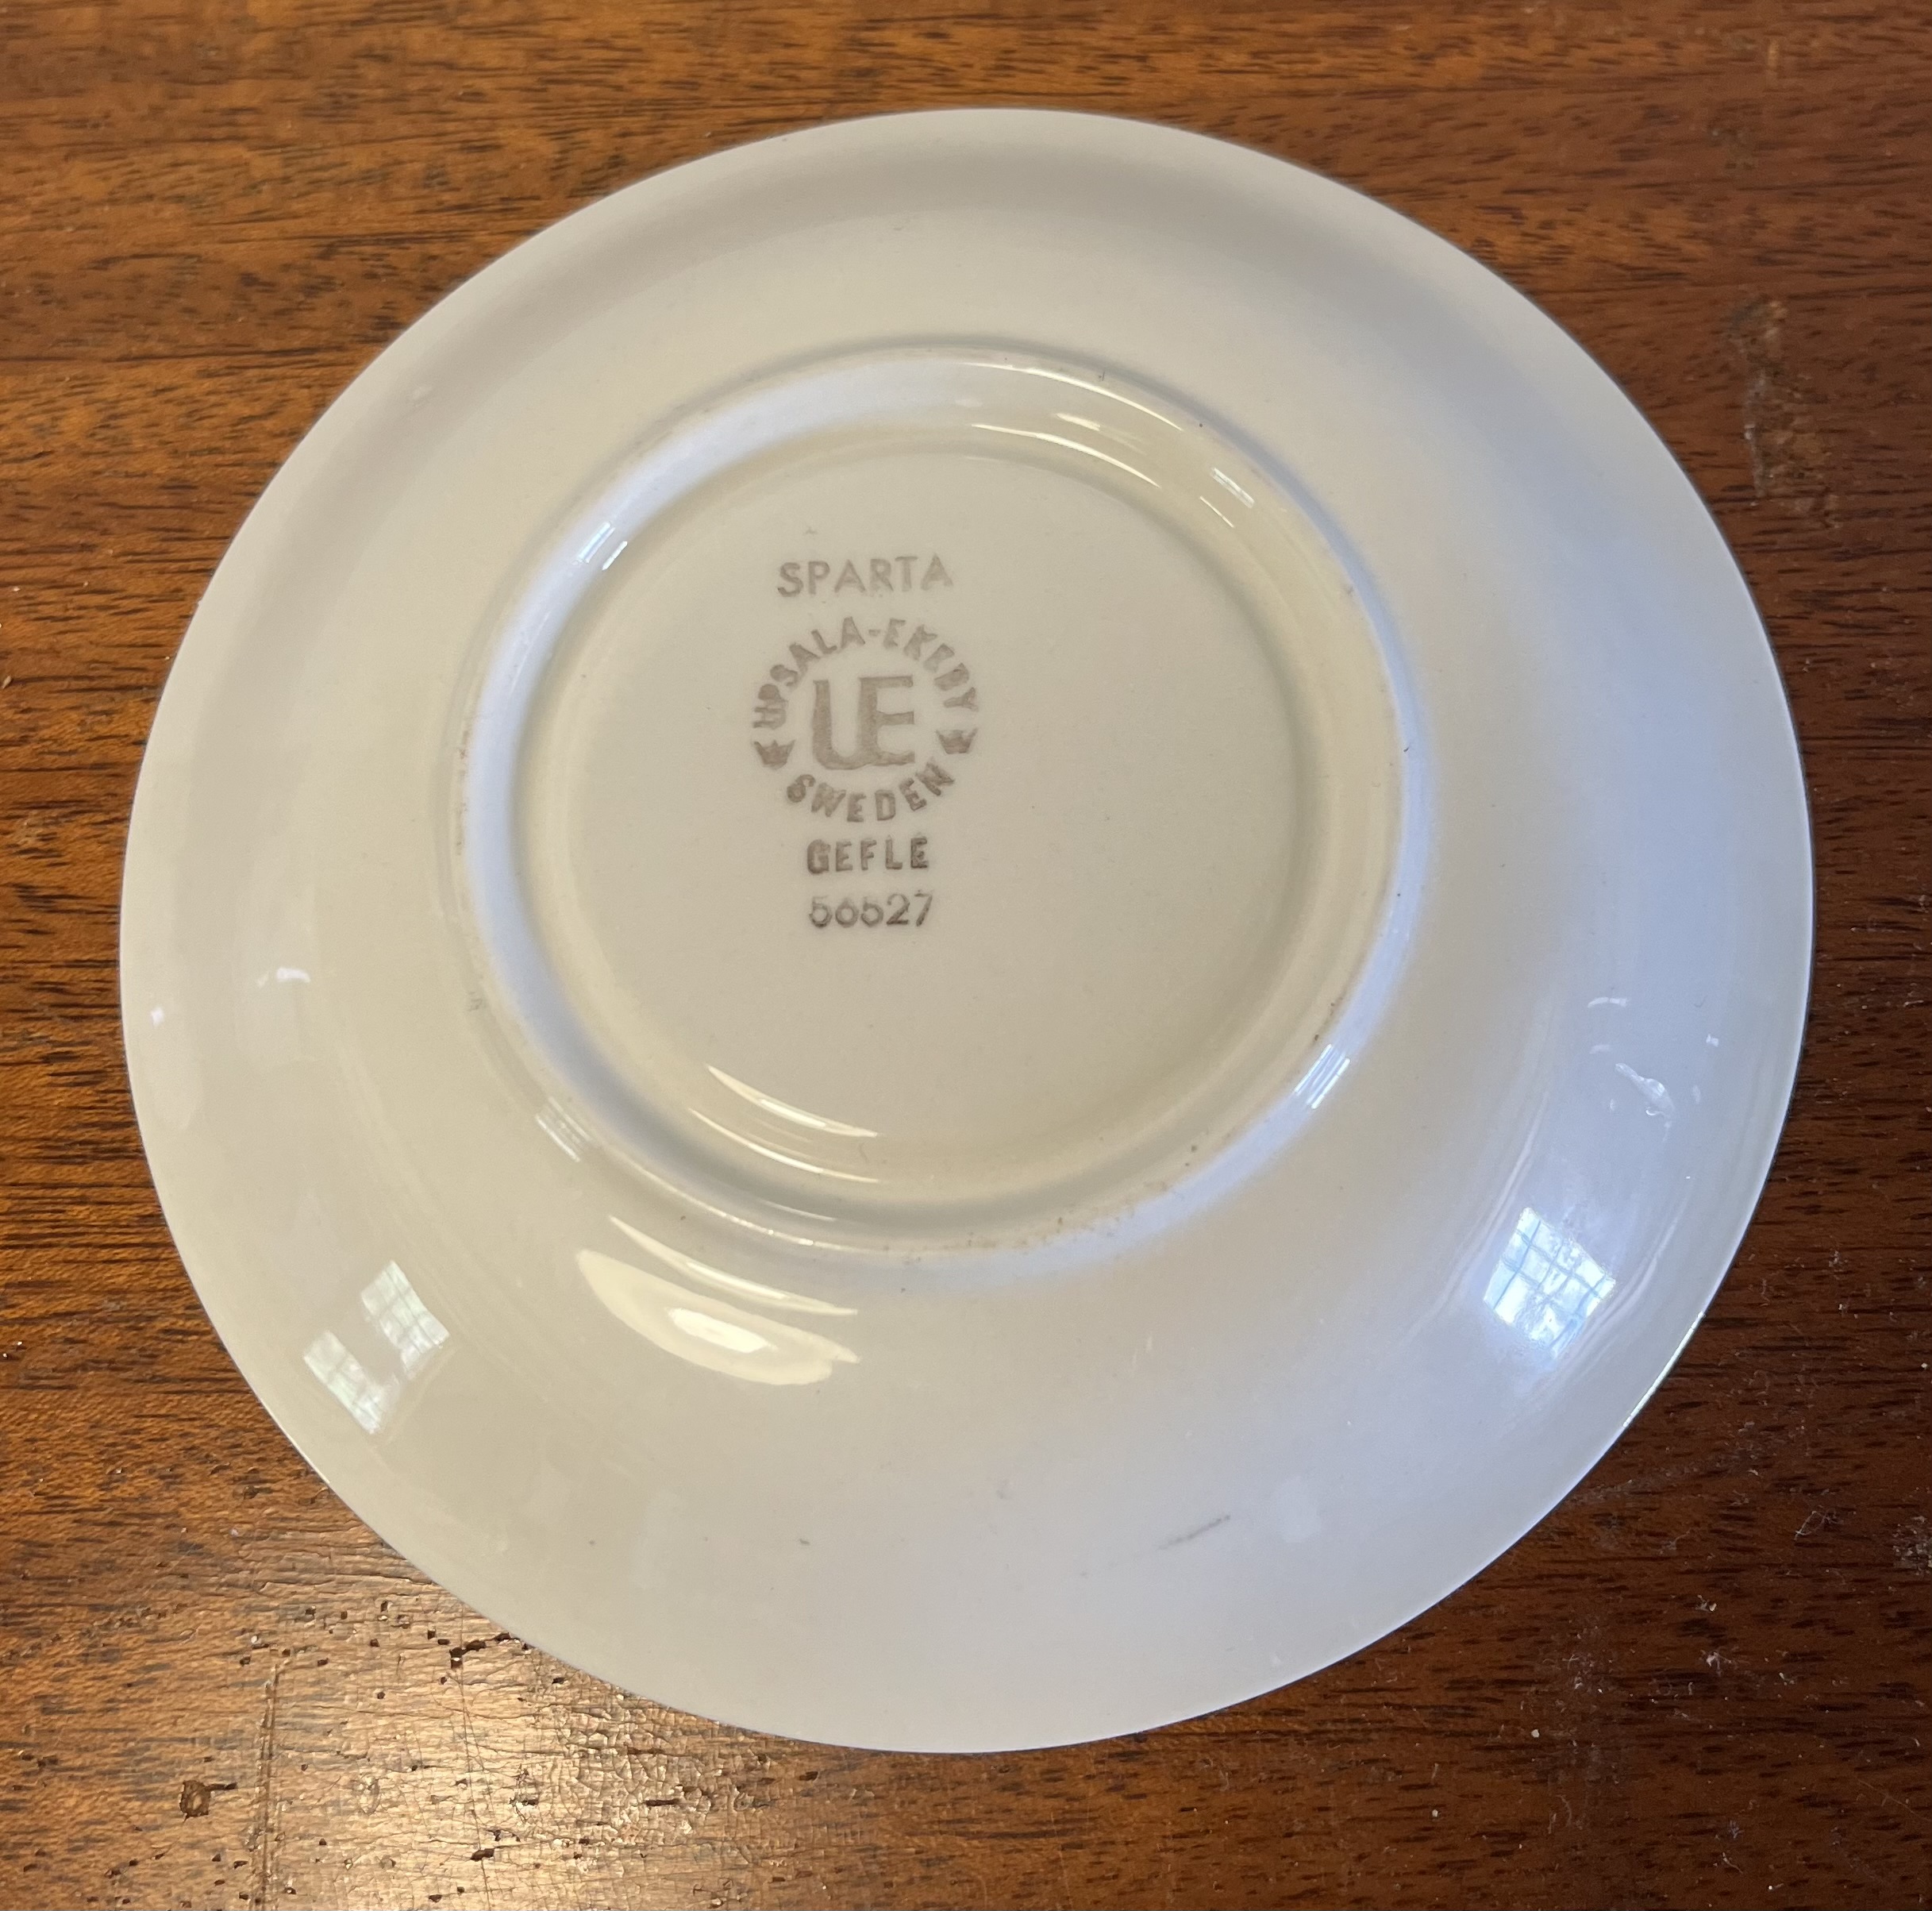 SPARTA
UPSALA-EKEBY
UE
SWEDEN
GEFLE
56527